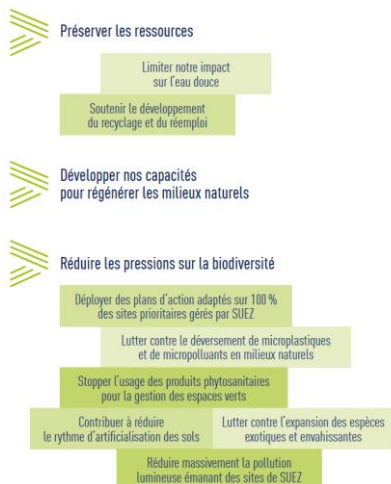 Préserver les ressources
Limiter notre impact
sur l'eau douce
Soutenir le développement
du recyclage et du réemploi
Développer nos capacités
pour régénérer les milieux naturels
Réduire les pressions sur la biodiversité
Déployer des plans d'action adaptés sur 100 %
des sites prioritaires gérés par SUEZ
Lutter contre le déversement de microplastiques
et de micropolluants en milieux naturels
Stopper l'usage des produits phytosanitaires
pour la gestion des espaces verts
Contribuer à réduire
le rythme d'artificialisation des sols
Lutter contre l'expansion des espèces
exotiques et envahissantes
Réduire massivement la pollution
lumineuse émanant des sites de SUEZ